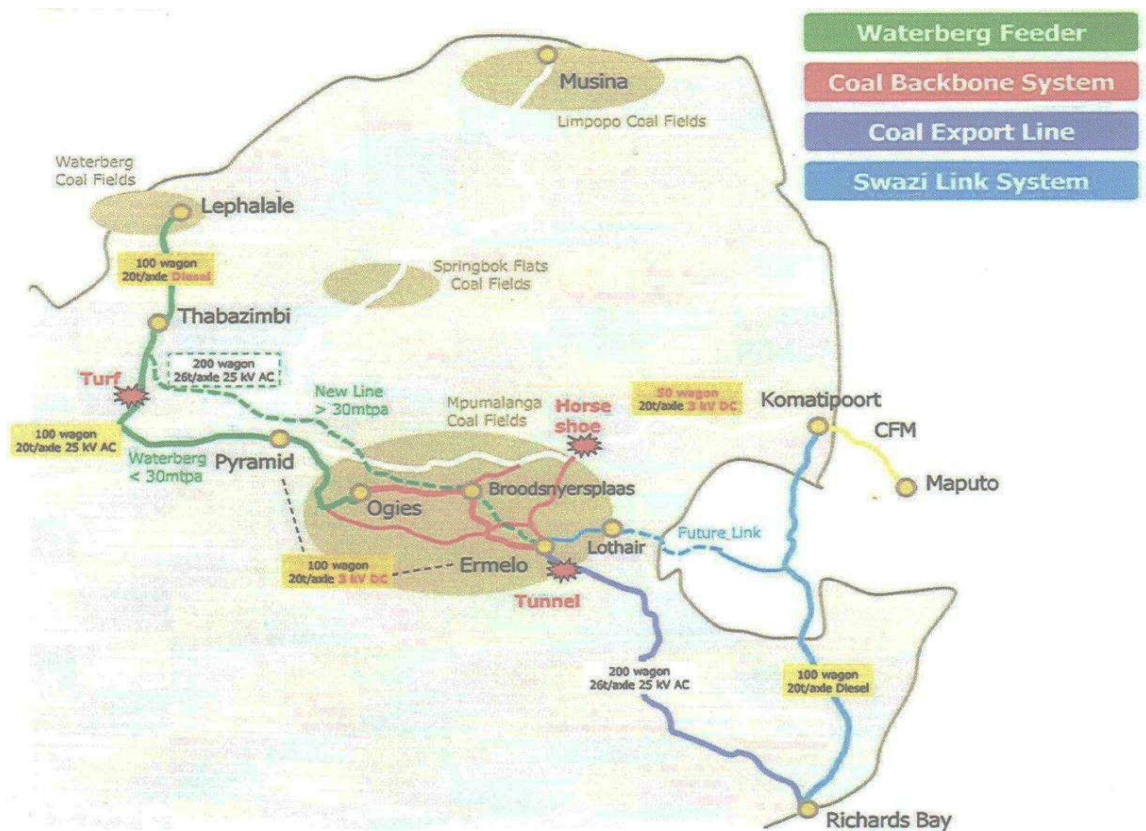 Waterberg Feeder
Coal Backbone System
Coal Export Line
Swazi Link System
Musina
Limpopo Coal Fields
Waterberg
Coal Fields
Lephalale
100 wagon
20t/axle Diesel
Springbok Flats
Coal Fields
Thabazimbi
200 wagon
26t/axle 25 kV AC
Turf
New Line
> 30mtpa
Mpumalanga
Coal Fields
Horse
shoe
50 wagon
20t/axle 3 kV DC
Komatipoort
CFM
Maputo
100 wagon
20t/axle 25 kV AC
Waterberg
< 30mtpa
Pyramid
Ogies
Broodsnyersplaas
Lothair
Future Link
Ermelo
100 wagon
20t/axle 3 kV DC
Tunnel
200 wagon
26t/axle 25 kV AC
100 wagon
20t/axle Diesel
Richards Bay